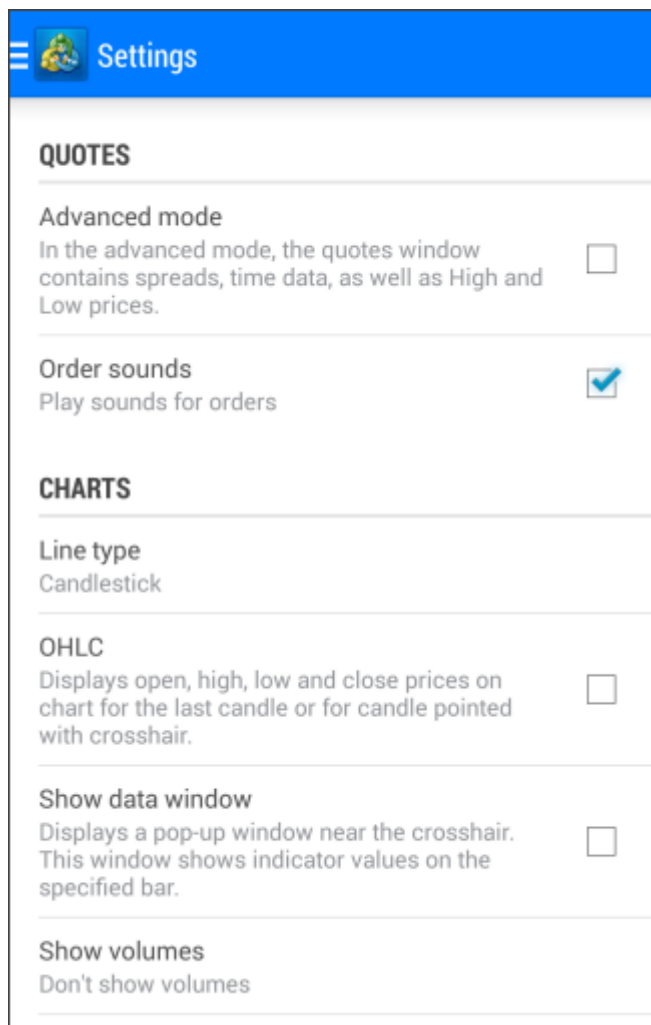 Settings
QUOTES
Advanced mode
In the advanced mode, the quotes window
contains spreads, time data, as well as High and
Low prices.
Order sounds
Play sounds for orders
CHARTS
Line type
Candlestick
OHLC
Displays open, high, low and close prices on
chart for the last candle or for candle pointed
with crosshair.
Show data window
Displays a pop-up window near the crosshair.
This window shows indicator values on the
specified bar.
Show volumes
Don't show volumes